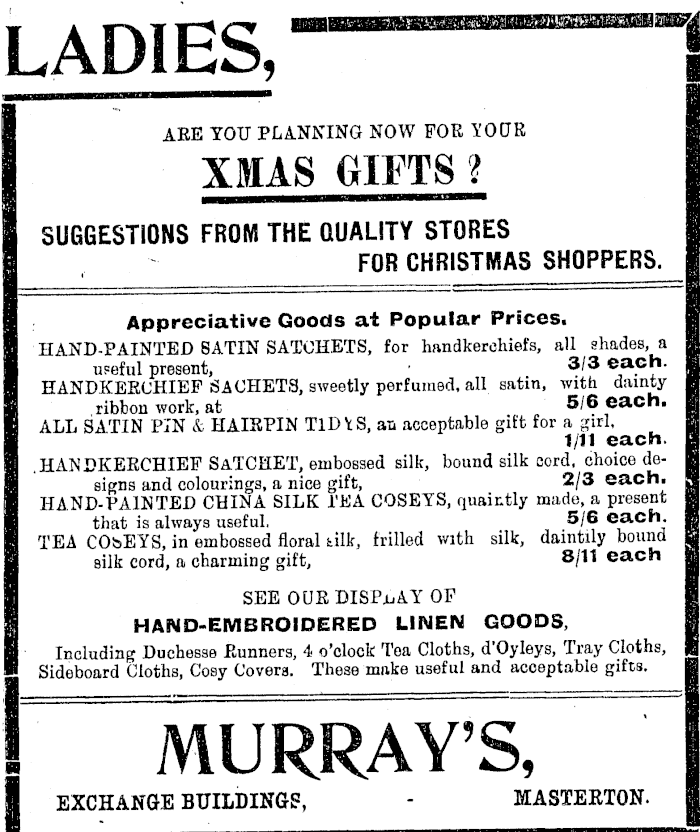 LADIES,
ARE YOU PLANNING NOW FOR YOUR
XMAS GIFTS?
SUGGESTIONS FROM THE QUALITY STORES
FOR CHRISTMAS SHOPPERS.
Appreciative Goods at Popular Prices.
HAND-PAINTED SATIN SATCHETS, for handkerchiefs, all shades, a
useful present, 3/3 each.
HANDKERCHIEF SACHETS, sweetly perfumed, all satin, with dainty
ribbon work, at 5/6 each.
ALL SATIN PIN & HAIRPIN TIDYS, an acceptable gift for a girl,
1/11 each.
HANDKERCHIEF SATCHET, embossed silk, bound silk cord, choice de-
signs and colourings, a nice gift, 2/3 each.
HAND-PAINTED CHINA SILK TEA COSEYS, quaintly made, a present
that is always useful, 5/6 each.
TEA COSEYS, in embossed floral silk, frilled with silk, daintily bound
silk cord, a charming gift, 8/11 each
SEE OUR DISPLAY OF
HAND-EMBROIDERED LINEN GOODS,
Including Duchesse Runners, 4 o'clock Tea Cloths, d'Oyleys, Tray Cloths,
Sideboard Cloths, Cosy Covers. These make useful and acceptable gifts.
MURRAY'S,
EXCHANGE BUILDINGS, - MASTERTON.